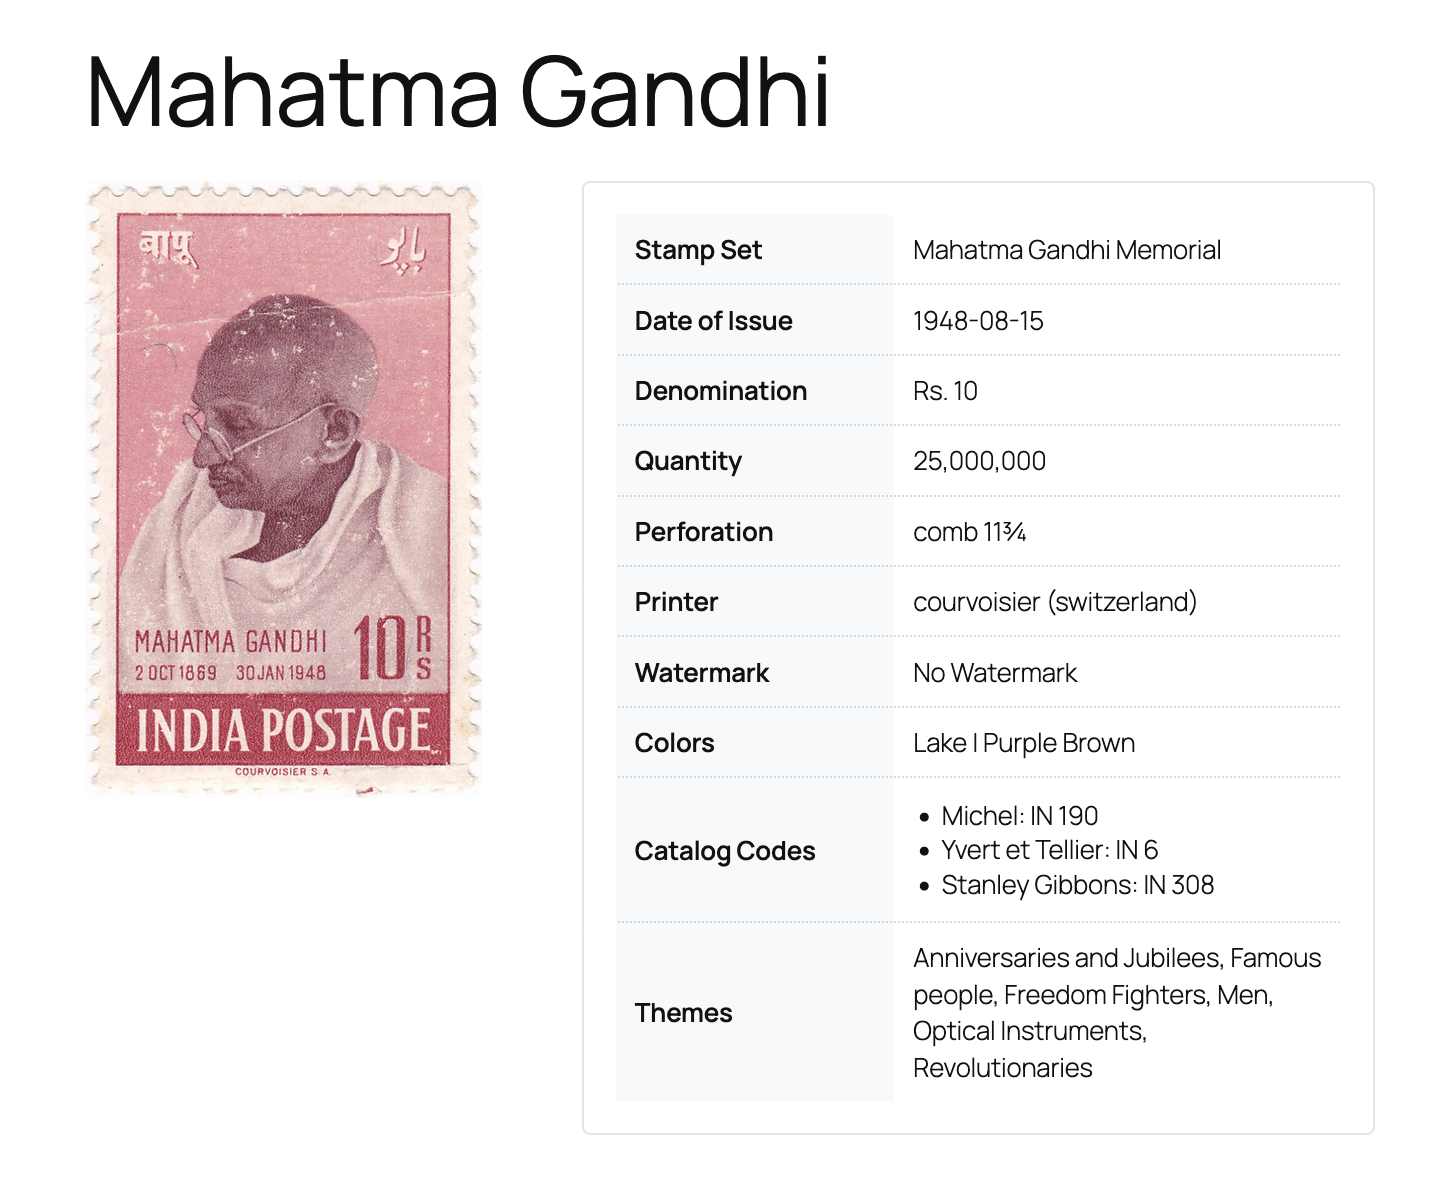 Mahatma Gandhi
बापू
باپو
MAHATMA GANDHI
2 OCT 1869 30 JAN 1948
10 RS
INDIA POSTAGE
COURVOISIER S. A.
Stamp Set Mahatma Gandhi Memorial
Date of Issue 1948-08-15
Denomination Rs. 10
Quantity 25,000,000
Perforation comb 11¾
Printer courvoisier (switzerland)
Watermark No Watermark
Colors Lake | Purple Brown
Catalog Codes
• Michel: IN 190
• Yvert et Tellier: IN 6
• Stanley Gibbons: IN 308
Themes
Anniversaries and Jubilees, Famous
people, Freedom Fighters, Men,
Optical Instruments,
Revolutionaries